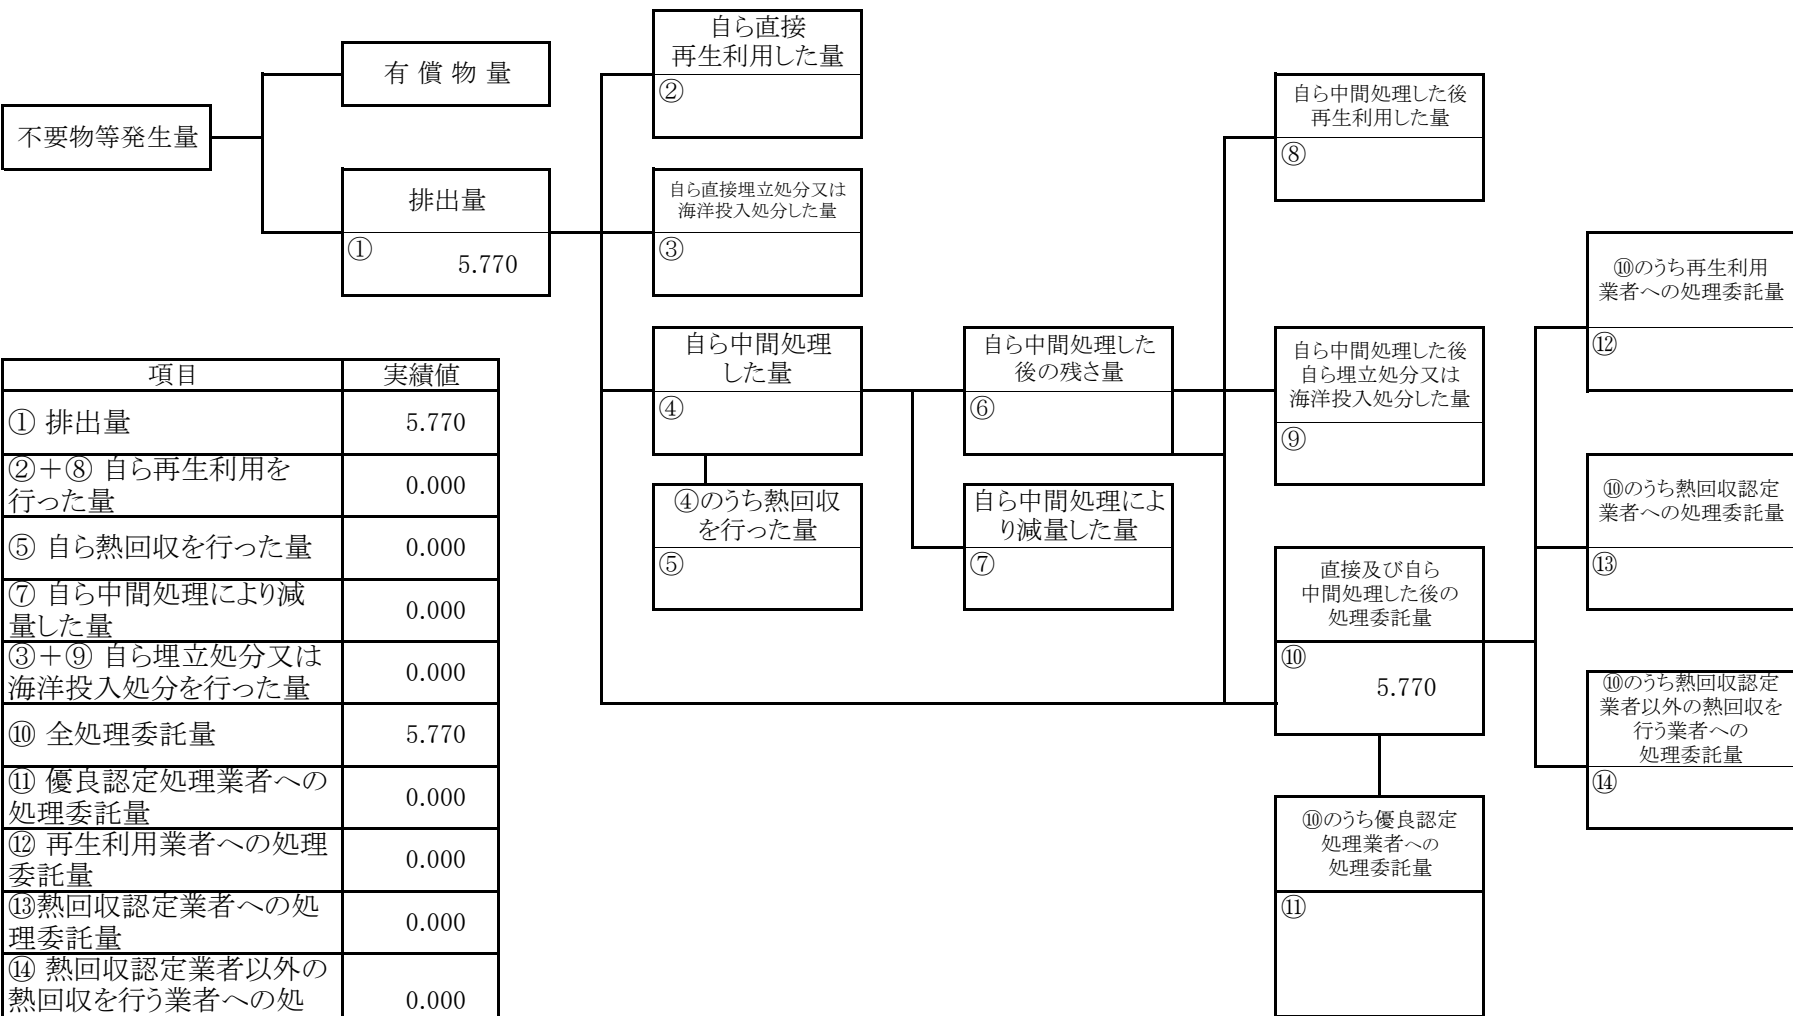 不要物等発生量
有 償 物 量
排出量
①
5.770
自ら直接
再生利用した量
②
自ら直接埋立処分又は
海洋投入処分した量
③
自ら中間処理
した量
④
④のうち熱回収
を行った量
⑤
自ら中間処理した
後の残さ量
⑥
自ら中間処理によ
り減量した量
⑦
自ら中間処理した後
再生利用した量
⑧
自ら中間処理した後
自ら埋立処分又は
海洋投入処分した量
⑨
直接及び自ら
中間処理した後の
処理委託量
⑩
5.770
⑩のうち優良認定
処理業者への
処理委託量
⑪
⑩のうち再生利用
業者への処理委託量
⑫
⑩のうち熱回収認定
業者への処理委託量
⑬
⑩のうち熱回収認定
業者以外の熱回収を
行う業者への
処理委託量
⑭
項目 実績値
① 排出量 5.770
②＋⑧ 自ら再生利用を
行った量 0.000
⑤ 自ら熱回収を行った量 0.000
⑦ 自ら中間処理により減
量した量 0.000
③＋⑨ 自ら埋立処分又は
海洋投入処分を行った量 0.000
⑩ 全処理委託量 5.770
⑪ 優良認定処理業者への
処理委託量 0.000
⑫ 再生利用業者への処理
委託量 0.000
⑬熱回収認定業者への処
理委託量 0.000
⑭ 熱回収認定業者以外の
熱回収を行う業者への処 0.000